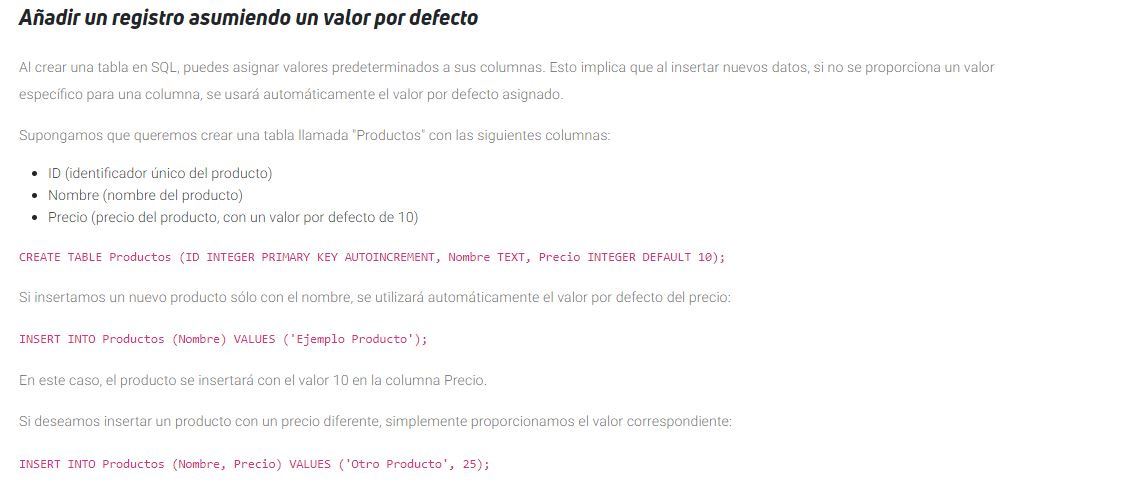 Añadir un registro asumiendo un valor por defecto
Al crear una tabla en SQL, puedes asignar valores predeterminados a sus columnas. Esto implica que al insertar nuevos datos, si no se proporciona un valor
específico para una columna, se usará automáticamente el valor por defecto asignado.
Supongamos que queremos crear una tabla llamada "Productos" con las siguientes columnas:
• ID (identificador único del producto)
• Nombre (nombre del producto)
• Precio (precio del producto, con un valor por defecto de 10)
CREATE TABLE Productos (ID INTEGER PRIMARY KEY AUTOINCREMENT, Nombre TEXT, Precio INTEGER DEFAULT 10);
Si insertamos un nuevo producto sólo con el nombre, se utilizará automáticamente el valor por defecto del precio:
INSERT INTO Productos (Nombre) VALUES ('Ejemplo Producto');
En este caso, el producto se insertará con el valor 10 en la columna Precio.
Si deseamos insertar un producto con un precio diferente, simplemente proporcionamos el valor correspondiente:
INSERT INTO Productos (Nombre, Precio) VALUES ('Otro Producto', 25);